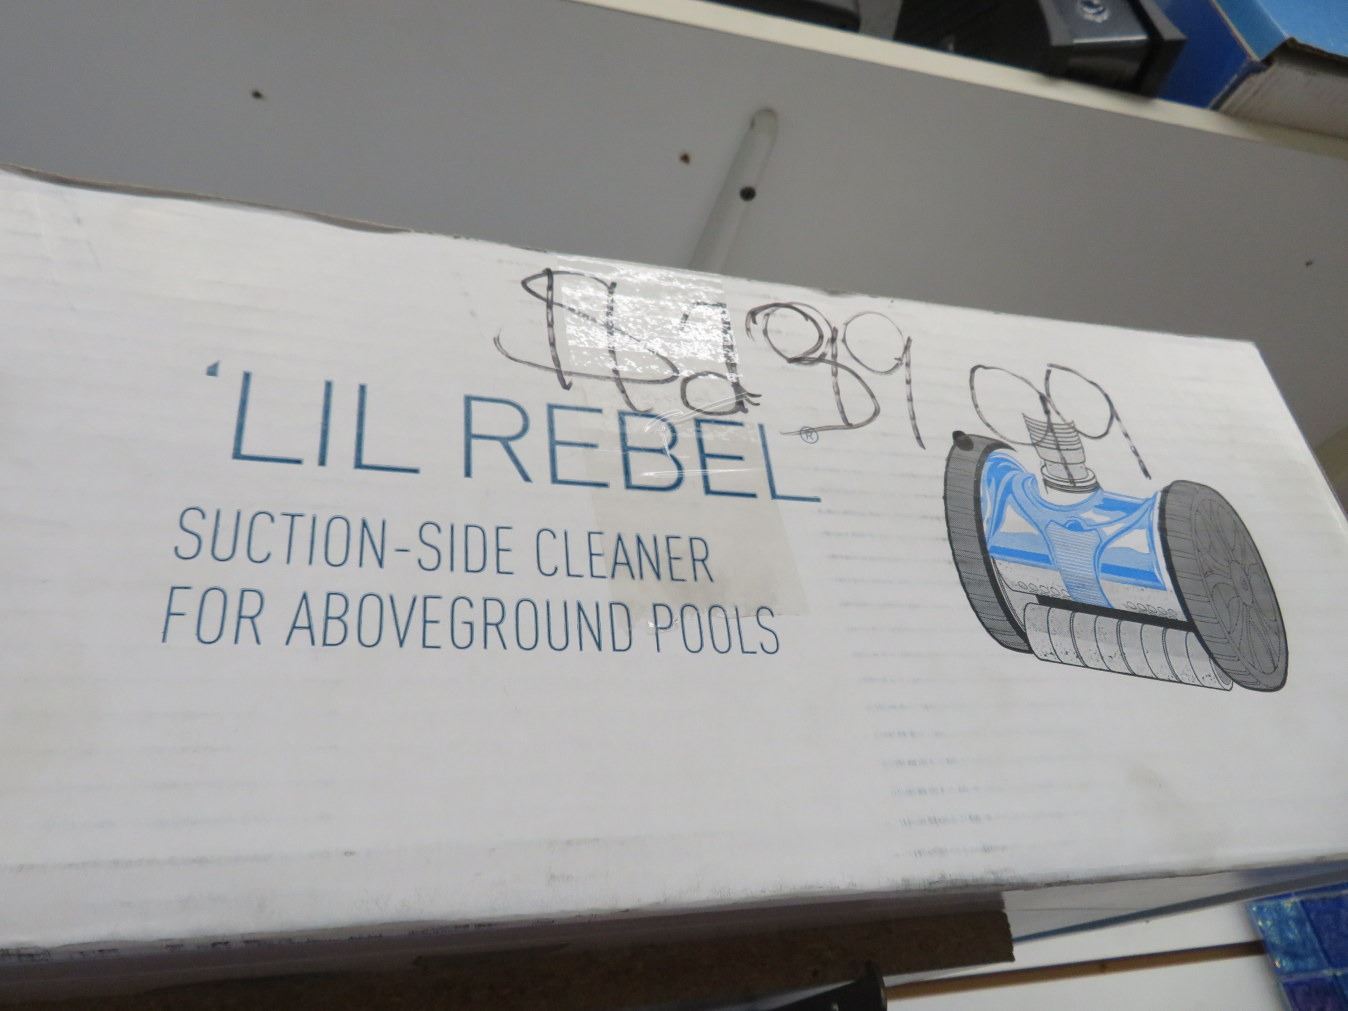 'LIL REBEL®
SUCTION-SIDE CLEANER
FOR ABOVEGROUND POOLS